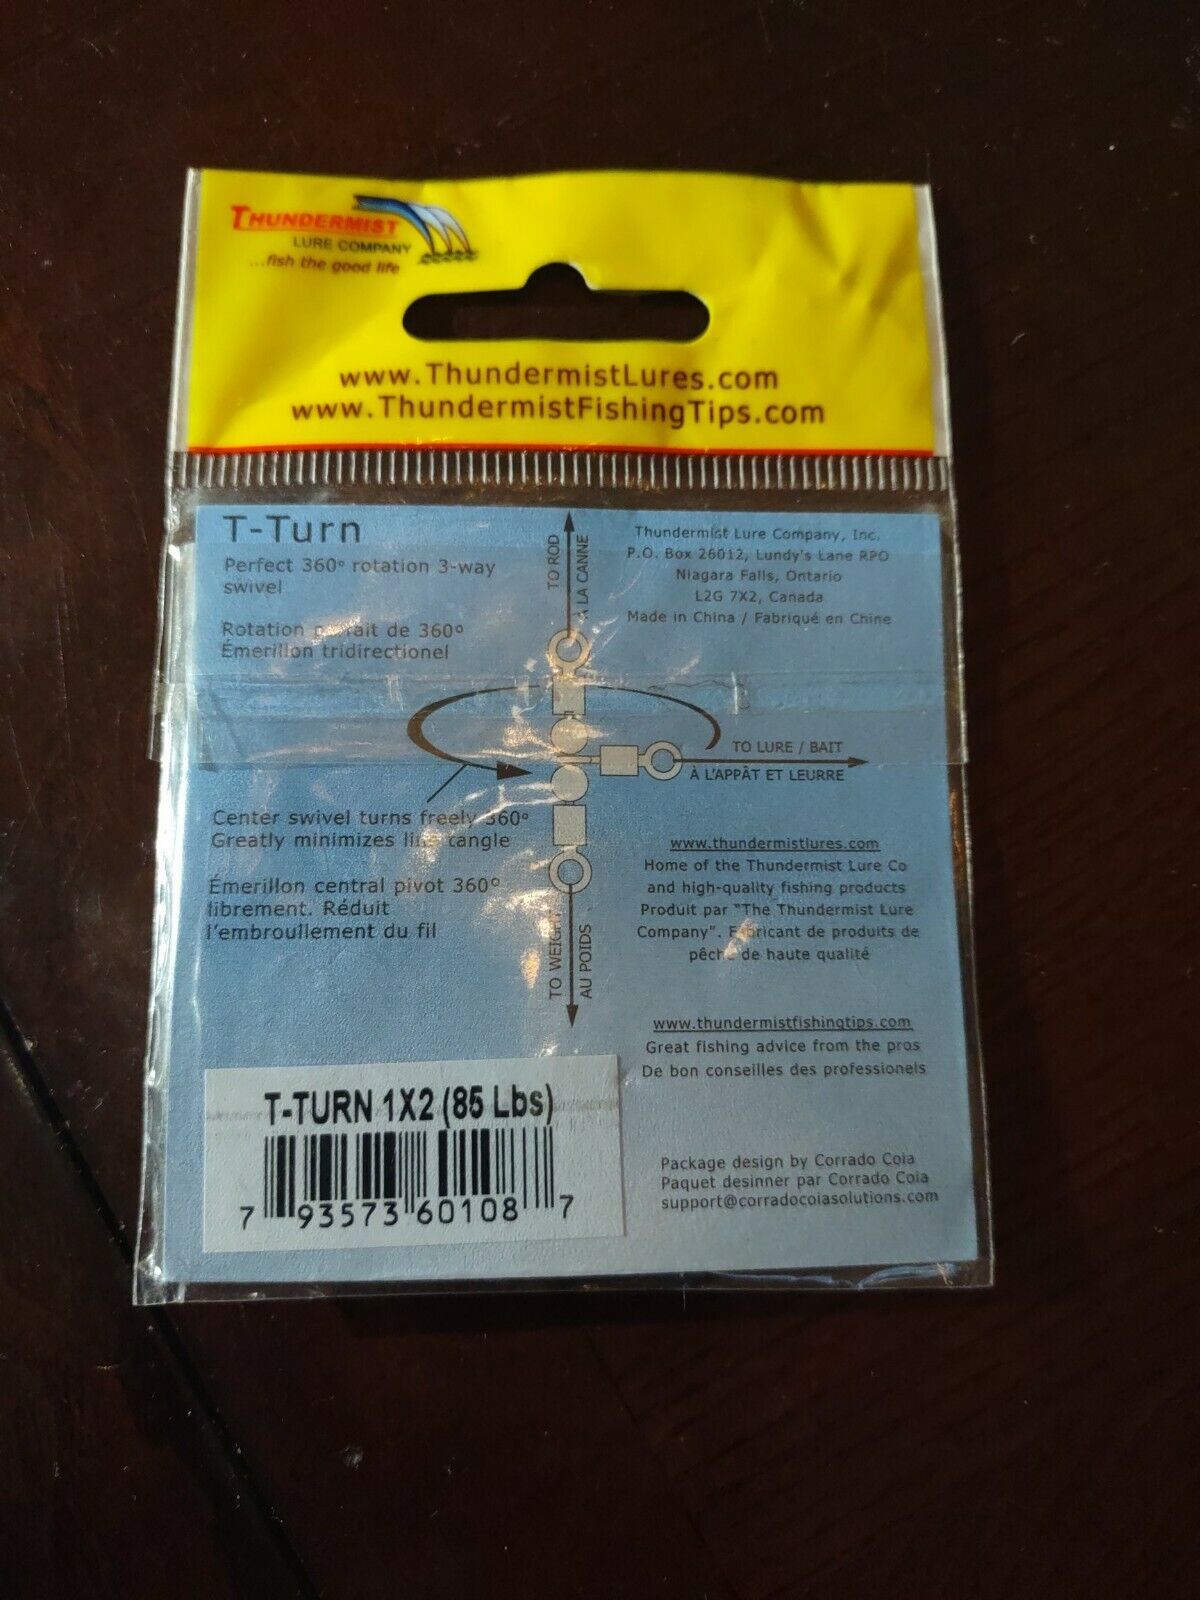 THUNDERMIST
LURE COMPANY
...fish the good life
www.ThundermistLures.com
www.ThundermistFishingTips.com
T-Turn
Perfect 360° rotation 3-way
swivel
Rotation de 360°
Émerillon tridirectionel
TO ROD
À LA CANNE
Thundermist Lure Company, Inc.
P.O. Box 26012, Lundy's Lane RPO
Niagara Falls, Ontario
L2G 7X2, Canada
Made in China / Fabriqué en Chine
TO LURE / BAIT
À L'APPÂT ET LEURRE
Center swivel turns freely 360°
Greatly minimizes line tangle
Émerillon central pivot 360°
librement. Réduit
l'embroullement du fil
TO WEIGHT
AU POIDS
www.thundermistlures.com
Home of the Thundermist Lure Co
and high-quality fishing products
Produit par "The Thundermist Lure
Company". Fabricant de produits de
pêche de haute qualité
www.thundermistfishingtips.com
Great fishing advice from the pros
De bon conseilles des professionels
T-TURN 1X2 (85 Lbs)
7 93573 60108 7
Package design by Corrado Coia
Paquet desinner par Corrado Coia
support@corradocoiasolutions.com